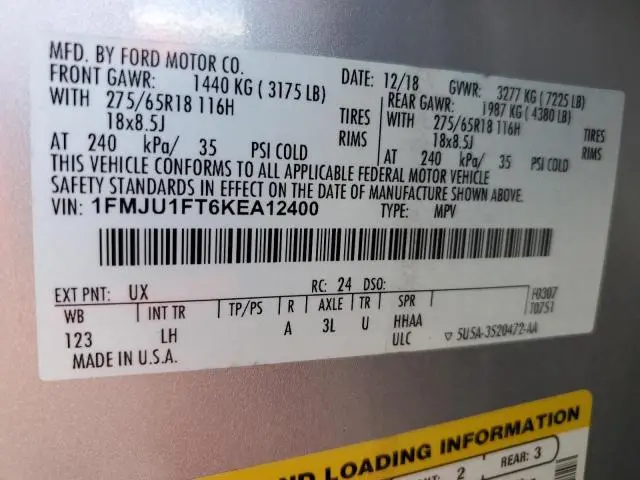 MFD. BY FORD MOTOR CO.
DATE: 12/18 GVWR: 3277 KG ( 7225 LB)
FRONT GAWR: 1440 KG ( 3175 LB) REAR GAWR: 1987 KG ( 4380 LB)
WITH 275/65R18 116H TIRES WITH 275/65R18 116H TIRES
18x8.5J RIMS 18x8.5J RIMS
AT 240 kPa/ 35 PSI COLD AT 240 kPa/ 35 PSI COLD
THIS VEHICLE CONFORMS TO ALL APPLICABLE FEDERAL MOTOR VEHICLE
SAFETY STANDARDS IN EFFECT ON THE DATE OF MANUFACTURE SHOWN ABOVE.
VIN: 1FMJU1FT6KEA12400 TYPE: MPV
EXT PNT: UX RC: 24 DSO: F0307
WB INT TR TP/PS R AXLE TR SPR T0751
123 LH A 3L U HHAA
ULC ▽ 5U5A-3520472-AA
MADE IN U.S.A.
ND LOADING INFORMATION
2 REAR: 3